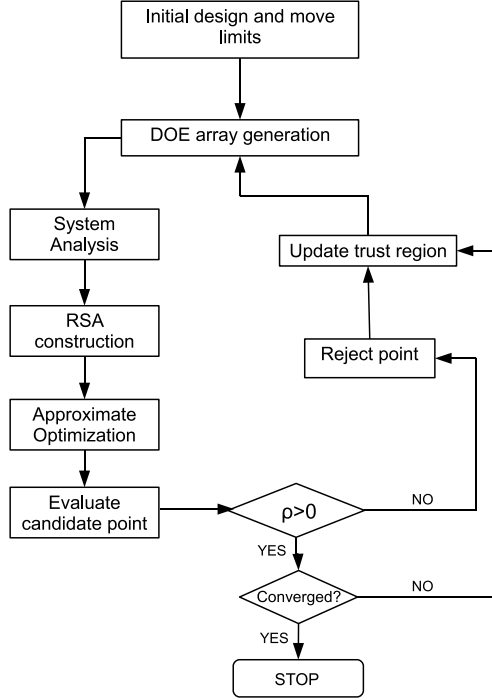 Initial design and move
limits
DOE array generation
System
Analysis
Update trust region
RSA
construction
Reject point
Approximate
Optimization
Evaluate
candidate point
ρ>0
NO
YES
Converged?
NO
YES
STOP